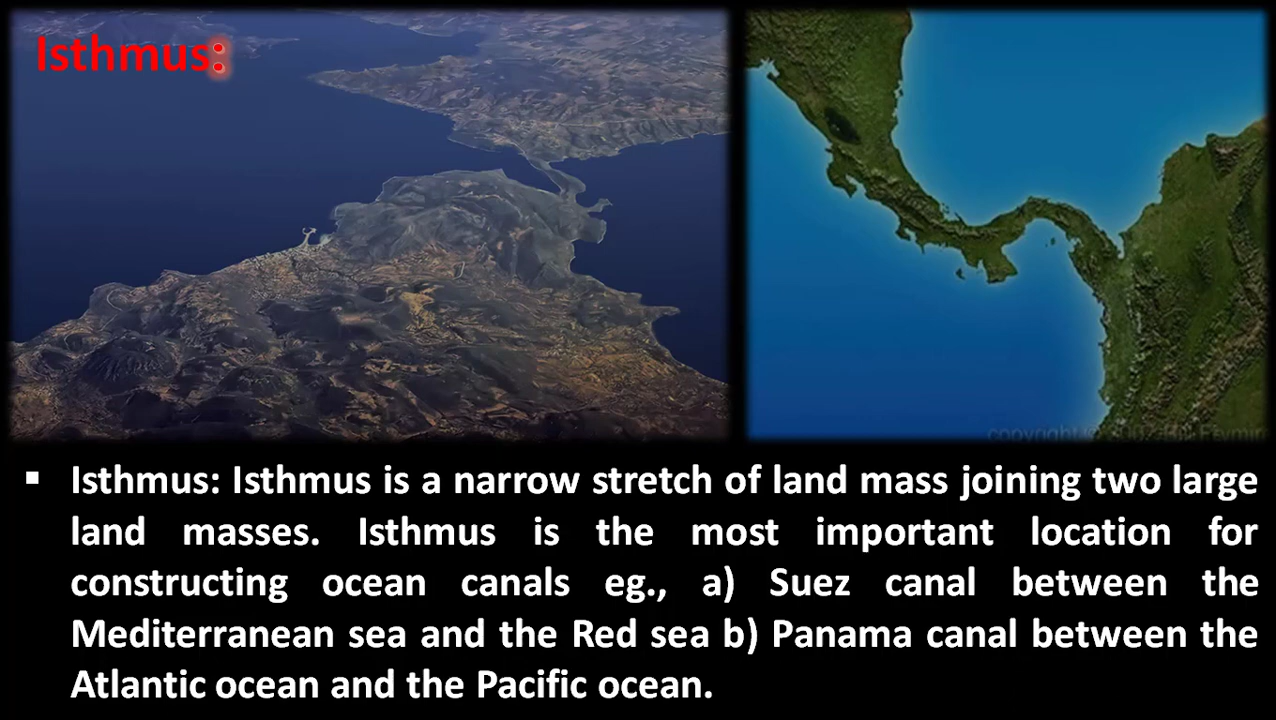 Isthmus:
copyright
▪ Isthmus: Isthmus is a narrow stretch of land mass joining two large
land masses. Isthmus is the most important location for
constructing ocean canals eg., a) Suez canal between the
Mediterranean sea and the Red sea b) Panama canal between the
Atlantic ocean and the Pacific ocean.